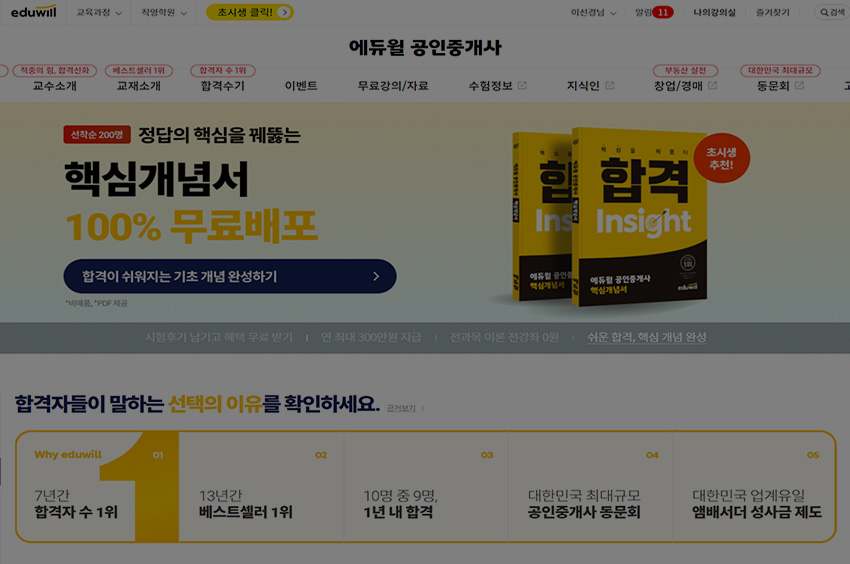 eduwill 교육과정 직영학원 초시생 클릭! 이선경님 알림 11 나의강의실 즐겨찾기 검색
에듀윌 공인중개사
적중의 힘, 합격신화 베스트셀러 1위 합격자 수 1위 부동산 실전 대한민국 최대규모
교수소개 교재소개 합격수기 이벤트 무료강의/자료 수험정보 지식인 창업/경매 동문회
선착순 200명 정답의 핵심을 꿰뚫는
핵심개념서
100% 무료배포
합격이 쉬워지는 기초 개념 완성하기
*비매품, *PDF 제공
합격
Insight
에듀윌 공인중개사
핵심개념서
eduwill
초시생
추천!
시험후기 남기고 혜택 무료 받기 연 최대 300만원 지급 전과목 이론 전강좌 0원 쉬운 합격, 핵심 개념 완성
합격자들이 말하는 선택의 이유를 확인하세요. 근거보기
Why eduwill 01
7년간
합격자 수 1위
02
13년간
베스트셀러 1위
03
10명 중 9명,
1년 내 합격
04
대한민국 최대규모
공인중개사 동문회
05
대한민국 업계유일
앰배서더 성사금 제도